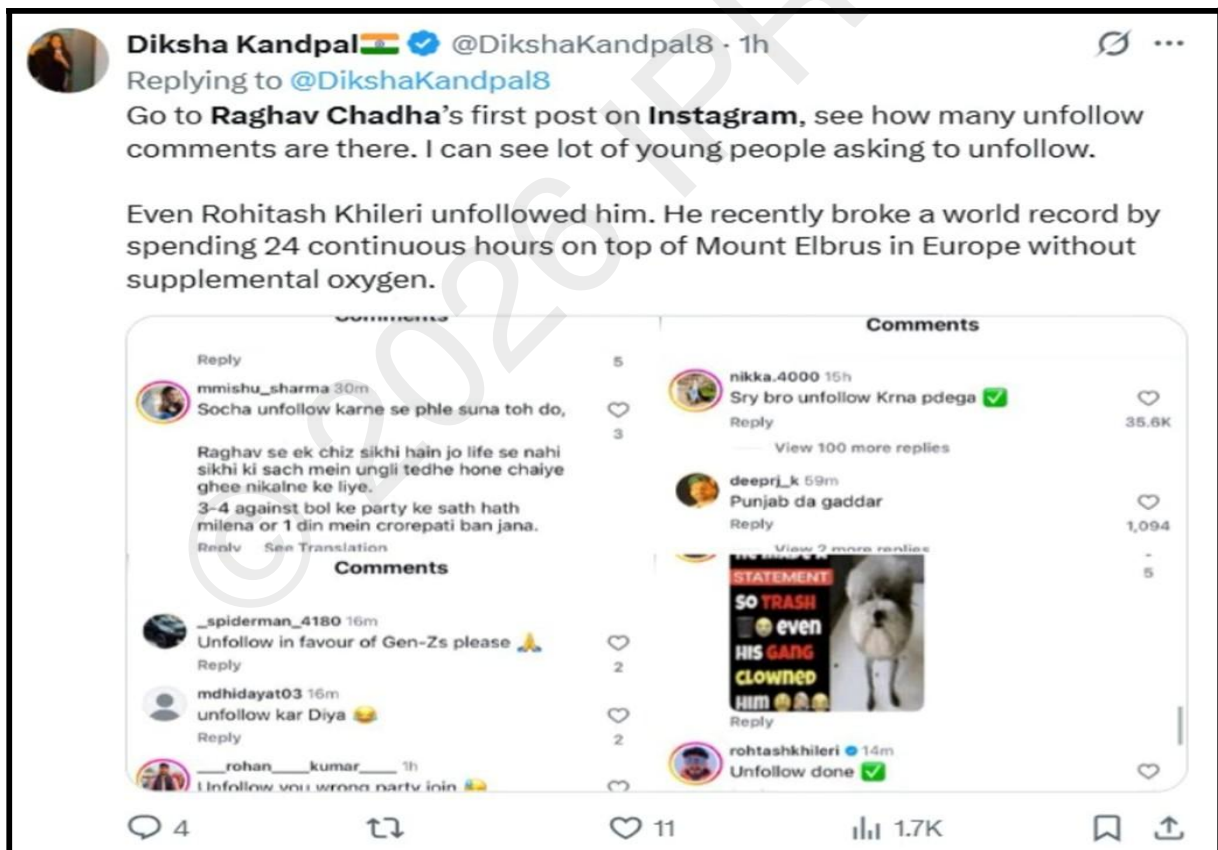 Diksha Kandpal🇮🇳 @DikshaKandpal8 · 1h
Replying to @DikshaKandpal8
Go to Raghav Chadha's first post on Instagram, see how many unfollow
comments are there. I can see lot of young people asking to unfollow.
Even Rohitash Khileri unfollowed him. He recently broke a world record by
spending 24 continuous hours on top of Mount Elbrus in Europe without
supplemental oxygen.
Comments
Reply
5
mmishu_sharma 30m
Socha unfollow karne se phle suna toh do,
3
Raghav se ek chiz sikhi hain jo life se nahi
sikhi ki sach mein ungli tedhe hone chaiye
ghee nikalne ke liye.
3-4 against bol ke party ke sath hath
milena or 1 din mein crorepati ban jana.
Reply See Translation
Comments
_spiderman_4180 16m
Unfollow in favour of Gen-Zs please 🙏
Reply
2
mdhidayat03 16m
unfollow kar Diya 😂
Reply
2
___rohan____kumar____ 1h
Unfollow you wrong party join
Comments
nikka.4000 15h
Sry bro unfollow Krna pdega ✅
Reply
35.6K
View 100 more replies
deeprj_k 59m
Punjab da gaddar
Reply
1,094
View 2 more replies
5
STATEMENT
SO TRASH
even
HIS GANG
CLOWNED
HIM
Reply
rohtashkhileri 14m
Unfollow done ✅
4
11
1.7K
© 2026